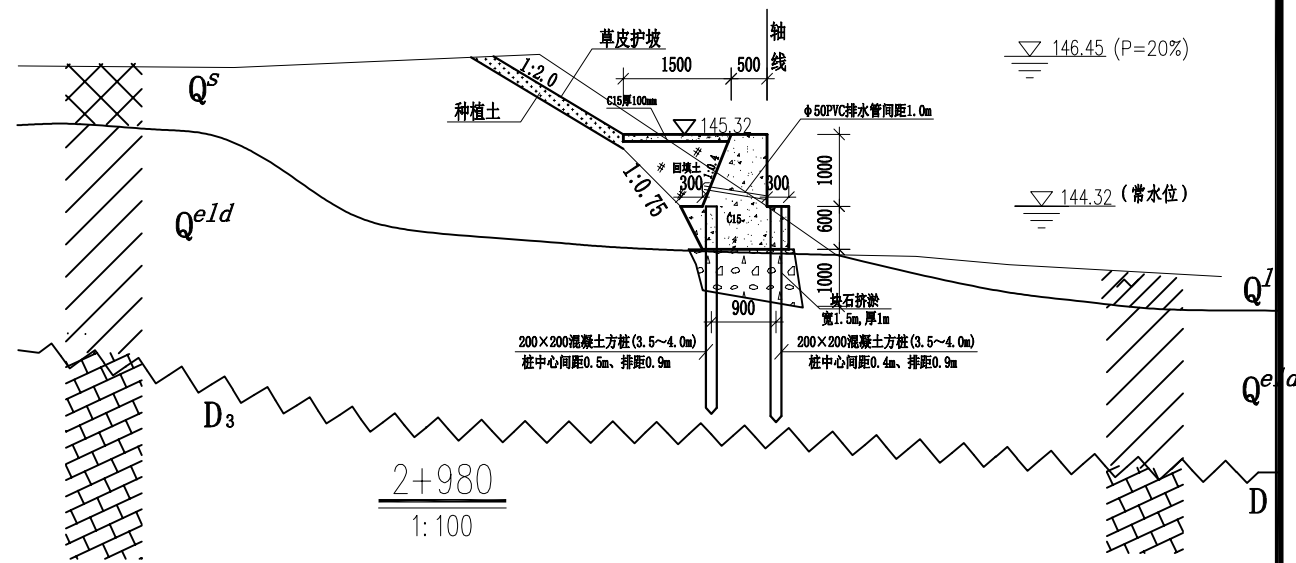 轴
线
草皮护坡
146.45 (P=20%)
1500
500
1:2.0
Q^s
C15厚100mm
种植土
145.32
φ50PVC排水管间距1.0m
回填土
1:0.4
1000
1:0.75
300
300
144.32 (常水位)
Q^eld
C15
600
1000
Q^l
块石挤淤
宽1.5m,厚1m
900
200×200混凝土方桩(3.5~4.0m)
桩中心间距0.5m、排距0.9m
200×200混凝土方桩(3.5~4.0m)
桩中心间距0.4m、排距0.9m
Q^eld
D₃
2+980
1:100
D